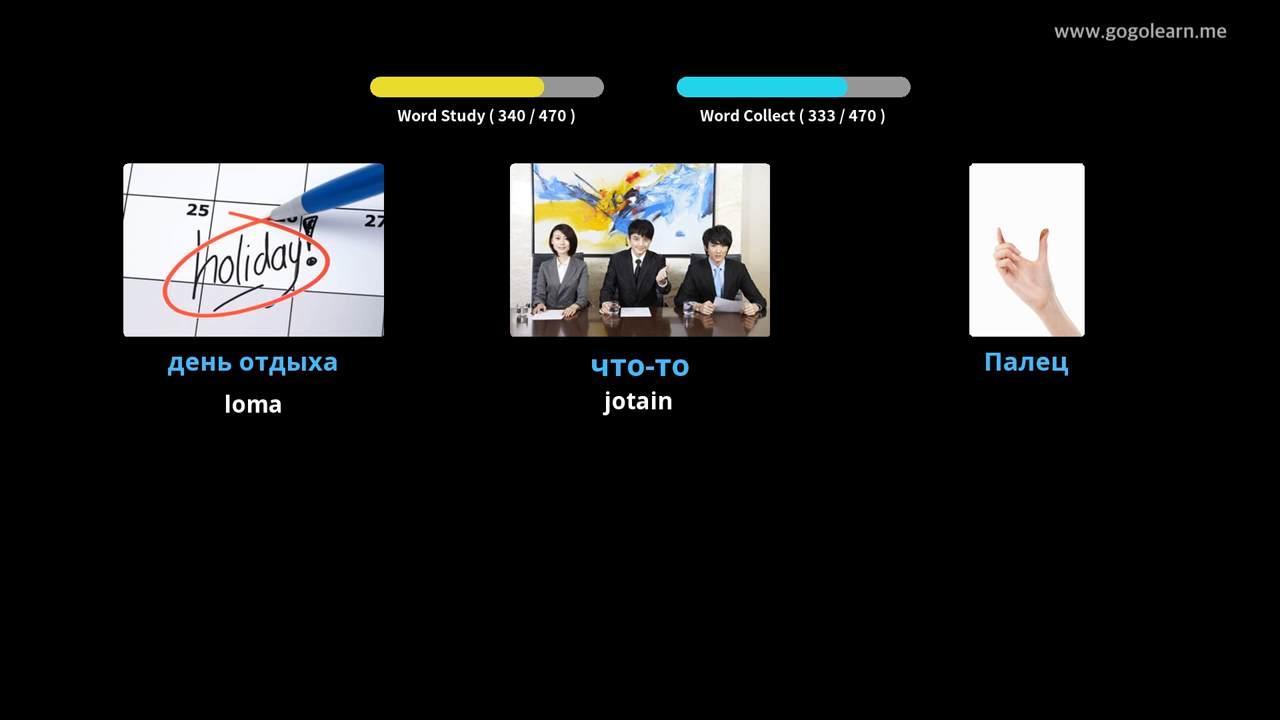 www.gogolearn.me
Word Study ( 340 / 470 )
Word Collect ( 333 / 470 )
25
26
27
holiday!
день отдыха
loma
что-то
jotain
Палец